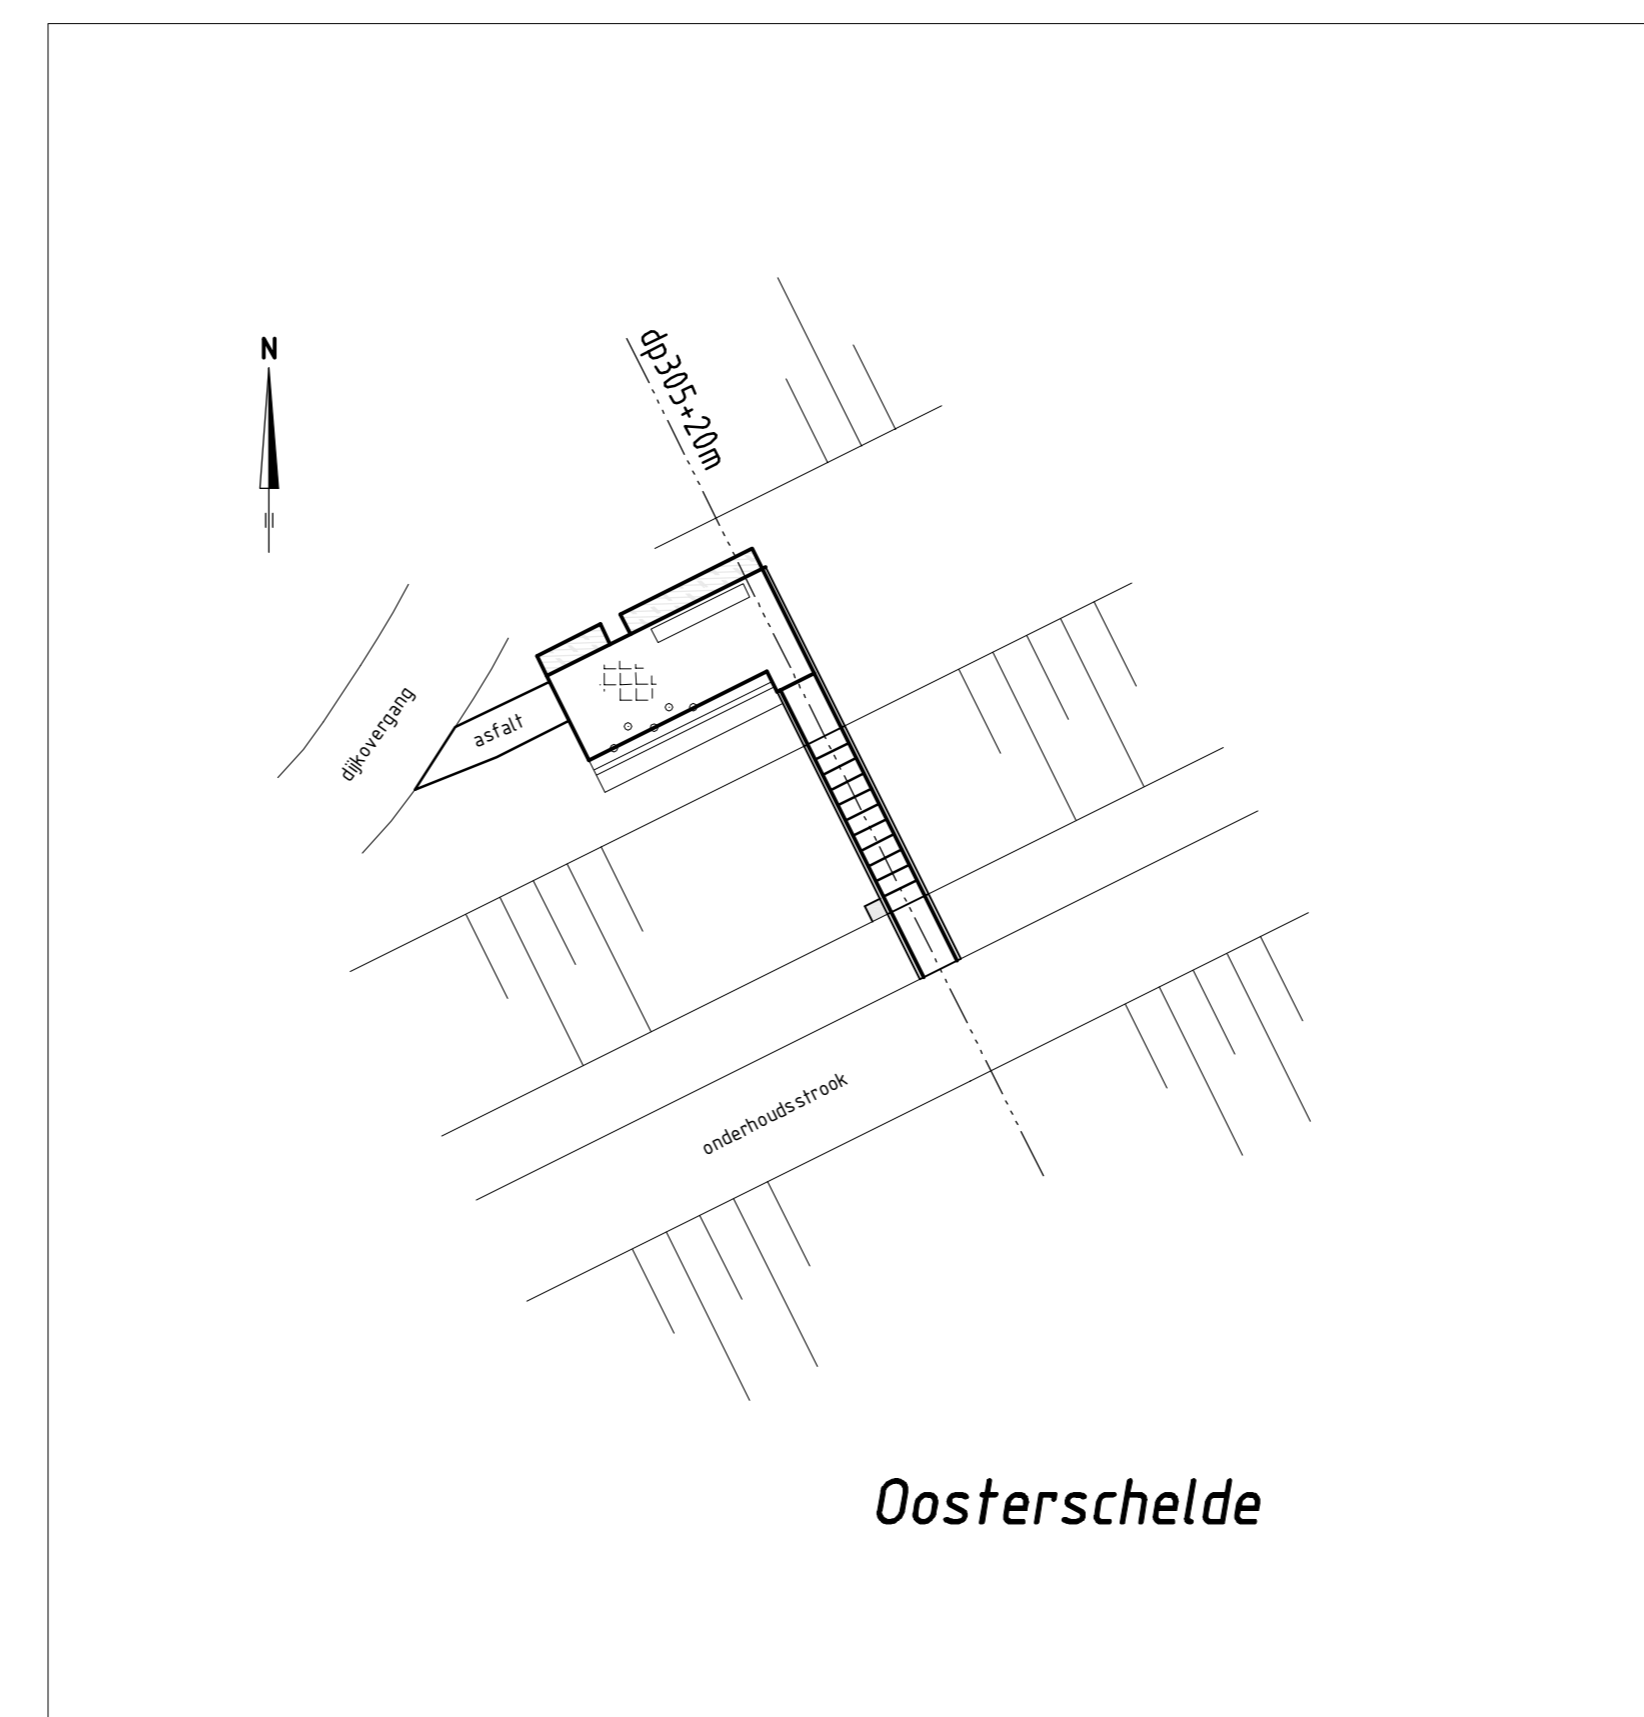 N
dp305+20m
dijkovergang
asfalt
onderhoudsstrook
Oosterschelde